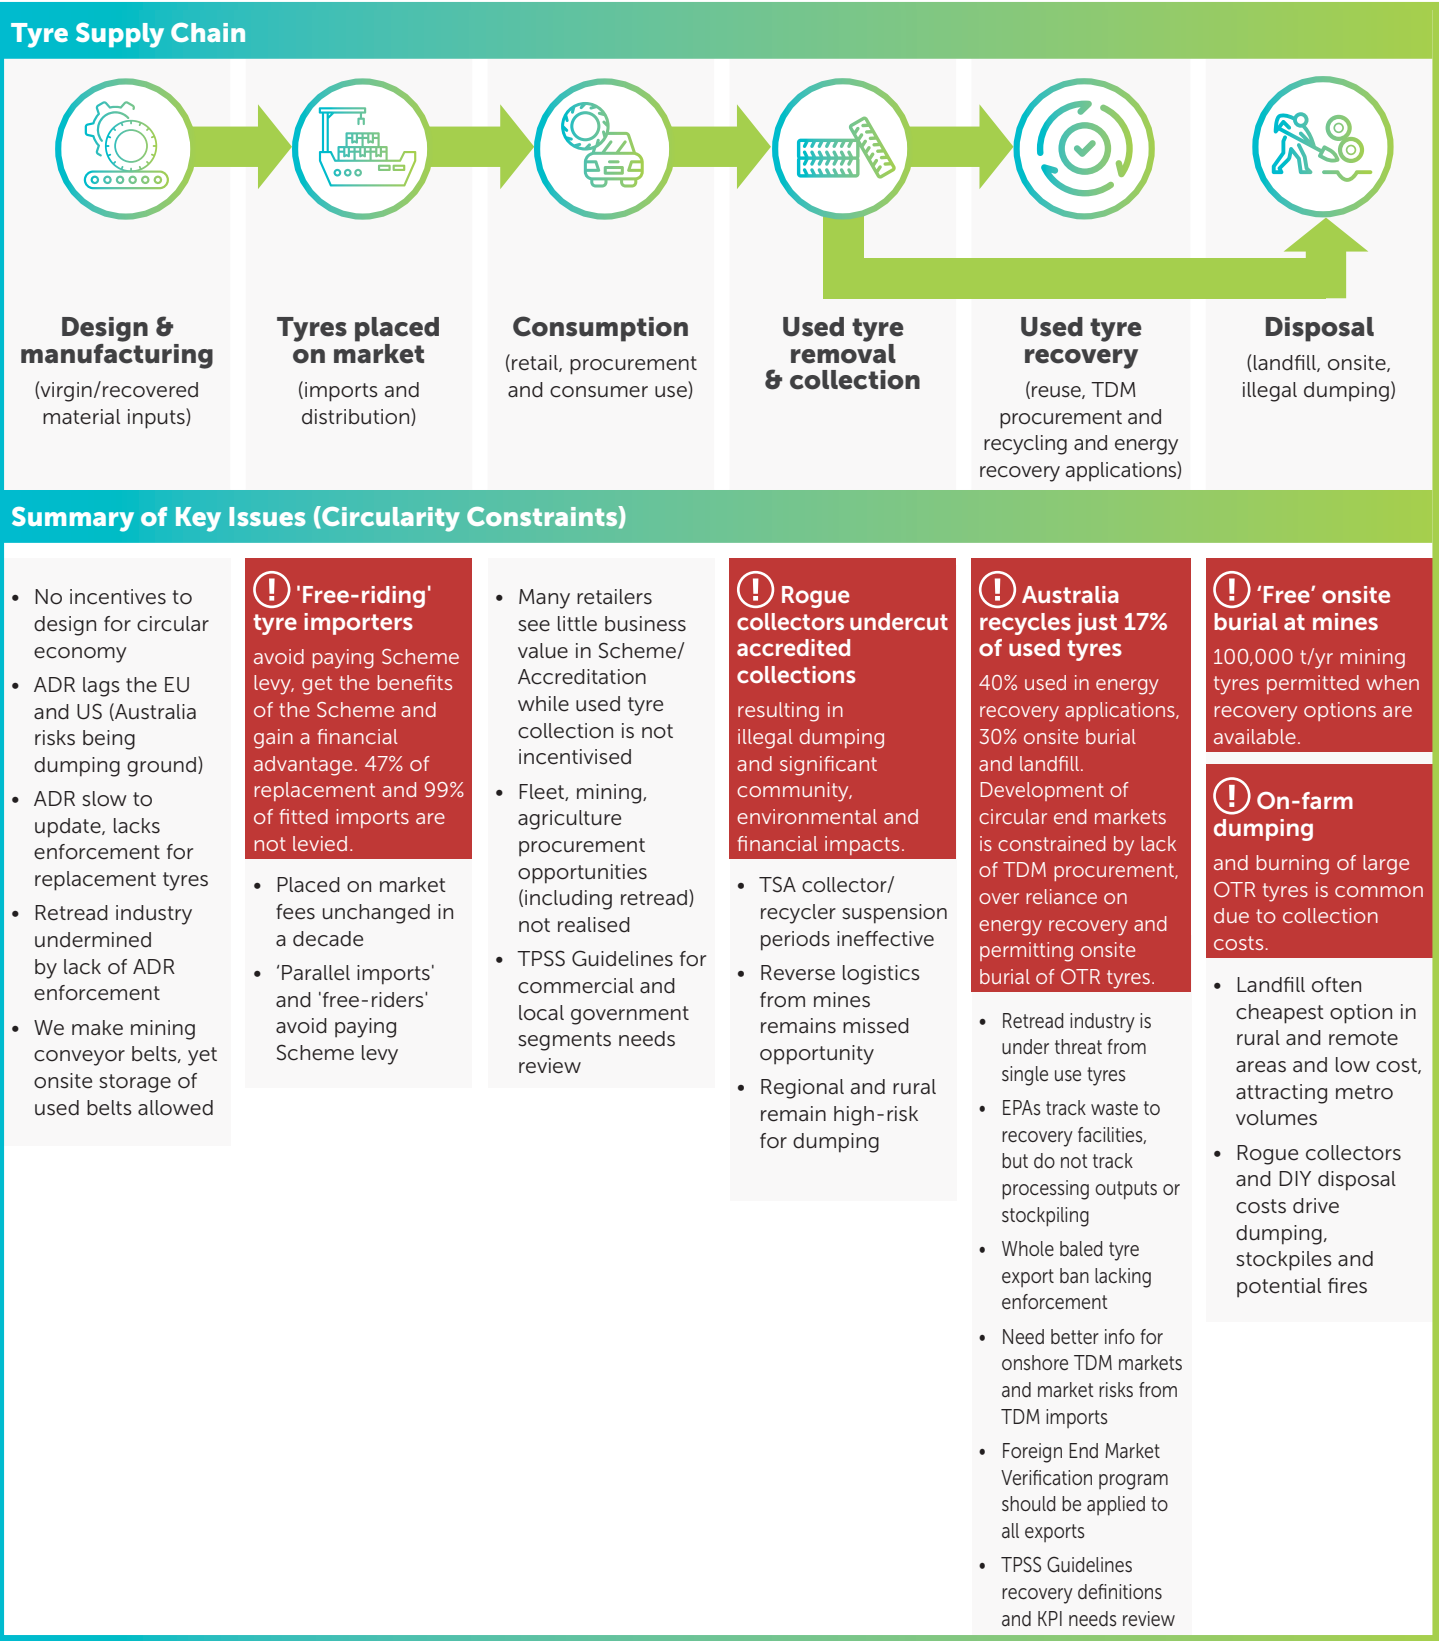 Tyre Supply Chain
Design &
manufacturing
(virgin/recovered
material inputs)
Tyres placed
on market
(imports and
distribution)
Consumption
(retail, procurement
and consumer use)
Used tyre
removal
& collection
Used tyre
recovery
(reuse, TDM
procurement and
recycling and energy
recovery applications)
Disposal
(landfill, onsite,
illegal dumping)
Summary of Key Issues (Circularity Constraints)
• No incentives to
design for circular
economy
• ADR lags the EU
and US (Australia
risks being
dumping ground)
• ADR slow to
update, lacks
enforcement for
replacement tyres
• Retread industry
undermined
by lack of ADR
enforcement
• We make mining
conveyor belts, yet
onsite storage of
used belts allowed
! 'Free-riding'
tyre importers
avoid paying Scheme
levy, get the benefits
of the Scheme and
gain a financial
advantage. 47% of
replacement and 99%
of fitted imports are
not levied.
• Placed on market
fees unchanged in
a decade
• ‘Parallel imports'
and 'free-riders'
avoid paying
Scheme levy
• Many retailers
see little business
value in Scheme/
Accreditation
while used tyre
collection is not
incentivised
• Fleet, mining,
agriculture
procurement
opportunities
(including retread)
not realised
• TPSS Guidelines for
commercial and
local government
segments needs
review
! Rogue
collectors undercut
accredited
collections
resulting in
illegal dumping
and significant
community,
environmental and
financial impacts.
• TSA collector/
recycler suspension
periods ineffective
• Reverse logistics
from mines
remains missed
opportunity
• Regional and rural
remain high-risk
for dumping
! Australia
recycles just 17%
of used tyres
40% used in energy
recovery applications,
30% onsite burial
and landfill.
Development of
circular end markets
is constrained by lack
of TDM procurement,
over reliance on
energy recovery and
permitting onsite
burial of OTR tyres.
• Retread industry is
under threat from
single use tyres
• EPAs track waste to
recovery facilities,
but do not track
processing outputs or
stockpiling
• Whole baled tyre
export ban lacking
enforcement
• Need better info for
onshore TDM markets
and market risks from
TDM imports
• Foreign End Market
Verification program
should be applied to
all exports
• TPSS Guidelines
recovery definitions
and KPI needs review
! ‘Free’ onsite
burial at mines
100,000 t/yr mining
tyres permitted when
recovery options are
available.
! On-farm
dumping
and burning of large
OTR tyres is common
due to collection
costs.
• Landfill often
cheapest option in
rural and remote
areas and low cost,
attracting metro
volumes
• Rogue collectors
and DIY disposal
costs drive
dumping,
stockpiles and
potential fires